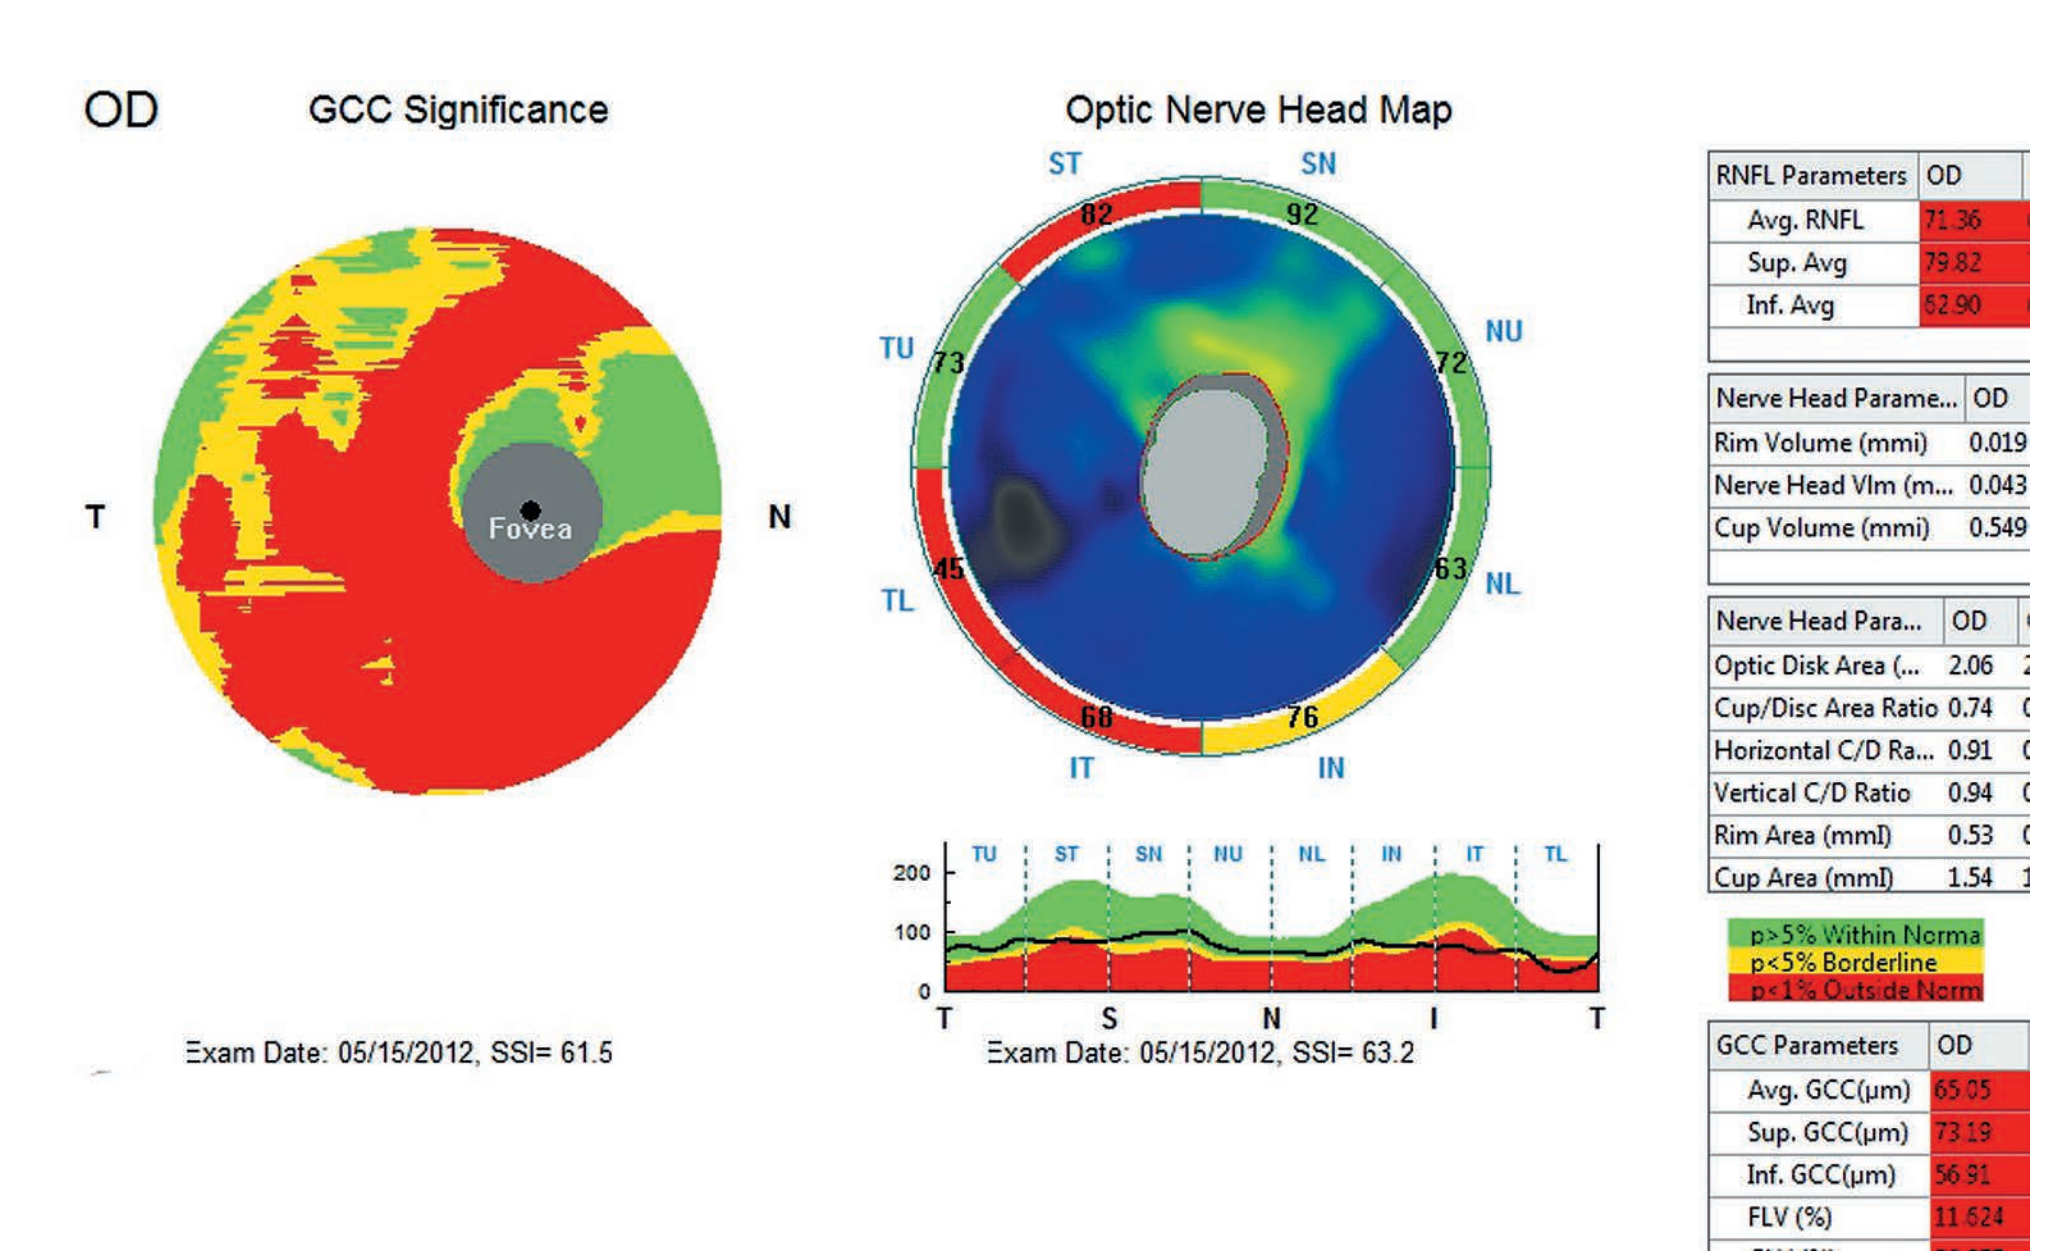 OD
GCC Significance
T
Fovea
N
Exam Date: 05/15/2012, SSI= 61.5
Optic Nerve Head Map
ST SN
82 92
TU 73 72 NU
TL 45 63 NL
68 76
IT IN
TU ST SN NU NL IN IT TL
200
100
0
T S N I T
Exam Date: 05/15/2012, SSI= 63.2
RNFL Parameters OD
Avg. RNFL 71.36
Sup. Avg 79.82
Inf. Avg 62.90
Nerve Head Parame... OD
Rim Volume (mmi) 0.019
Nerve Head Vlm (m... 0.043
Cup Volume (mmi) 0.549
Nerve Head Para... OD
Optic Disk Area (... 2.06
Cup/Disc Area Ratio 0.74
Horizontal C/D Ra... 0.91
Vertical C/D Ratio 0.94
Rim Area (mmI) 0.53
Cup Area (mmI) 1.54
p>5% Within Norma
p<5% Borderline
p<1% Outside Norm
GCC Parameters OD
Avg. GCC(µm) 65.05
Sup. GCC(µm) 73.19
Inf. GCC(µm) 56.91
FLV (%) 11.624